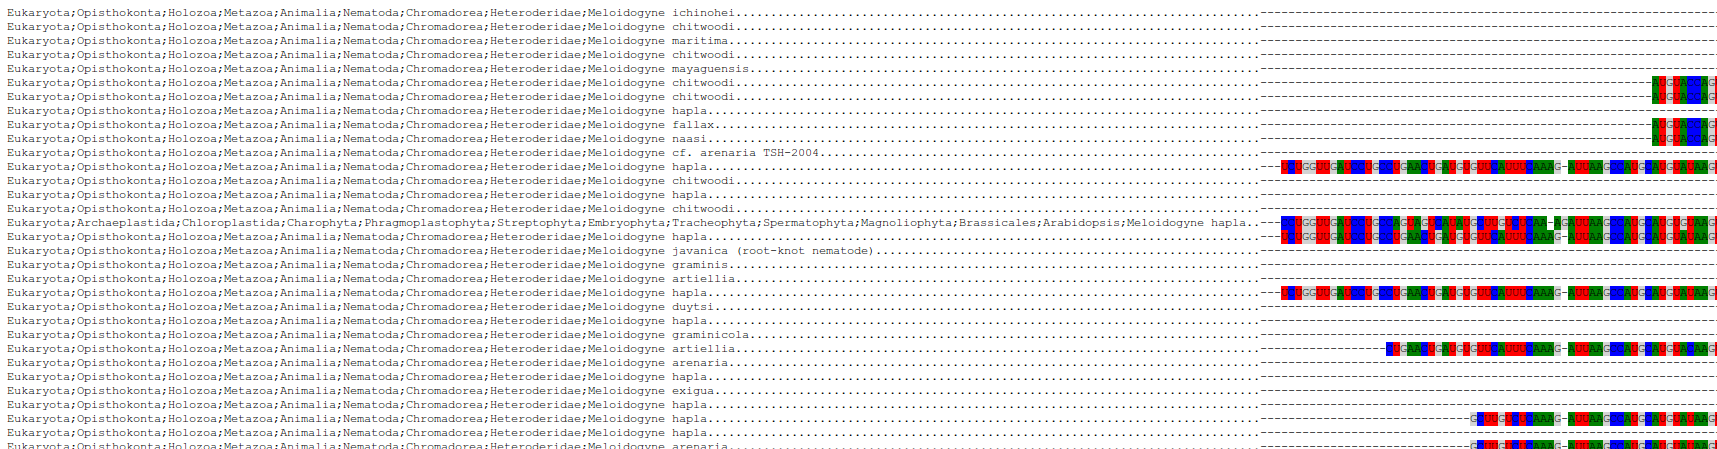 Eukaryota;Opisthokonta;Holozoa;Metazoa;Animalia;Nematoda;Chromadorea;Heteroderidae;Meloidogyne ichinohei
Eukaryota;Opisthokonta;Holozoa;Metazoa;Animalia;Nematoda;Chromadorea;Heteroderidae;Meloidogyne chitwoodi
Eukaryota;Opisthokonta;Holozoa;Metazoa;Animalia;Nematoda;Chromadorea;Heteroderidae;Meloidogyne maritima
Eukaryota;Opisthokonta;Holozoa;Metazoa;Animalia;Nematoda;Chromadorea;Heteroderidae;Meloidogyne chitwoodi
Eukaryota;Opisthokonta;Holozoa;Metazoa;Animalia;Nematoda;Chromadorea;Heteroderidae;Meloidogyne mayaguensis
Eukaryota;Opisthokonta;Holozoa;Metazoa;Animalia;Nematoda;Chromadorea;Heteroderidae;Meloidogyne chitwoodi
Eukaryota;Opisthokonta;Holozoa;Metazoa;Animalia;Nematoda;Chromadorea;Heteroderidae;Meloidogyne chitwoodi
Eukaryota;Opisthokonta;Holozoa;Metazoa;Animalia;Nematoda;Chromadorea;Heteroderidae;Meloidogyne hapla
Eukaryota;Opisthokonta;Holozoa;Metazoa;Animalia;Nematoda;Chromadorea;Heteroderidae;Meloidogyne fallax
Eukaryota;Opisthokonta;Holozoa;Metazoa;Animalia;Nematoda;Chromadorea;Heteroderidae;Meloidogyne naasi
Eukaryota;Opisthokonta;Holozoa;Metazoa;Animalia;Nematoda;Chromadorea;Heteroderidae;Meloidogyne cf. arenaria TSH-2004
Eukaryota;Opisthokonta;Holozoa;Metazoa;Animalia;Nematoda;Chromadorea;Heteroderidae;Meloidogyne hapla
Eukaryota;Opisthokonta;Holozoa;Metazoa;Animalia;Nematoda;Chromadorea;Heteroderidae;Meloidogyne chitwoodi
Eukaryota;Opisthokonta;Holozoa;Metazoa;Animalia;Nematoda;Chromadorea;Heteroderidae;Meloidogyne hapla
Eukaryota;Opisthokonta;Holozoa;Metazoa;Animalia;Nematoda;Chromadorea;Heteroderidae;Meloidogyne chitwoodi
Eukaryota;Archaeplastida;Chloroplastida;Charophyta;Phragmoplastophyta;Streptophyta;Embryophyta;Tracheophyta;Spermatophyta;Magnoliophyta;Brassicales;Arabidopsis;Meloidogyne hapla
Eukaryota;Opisthokonta;Holozoa;Metazoa;Animalia;Nematoda;Chromadorea;Heteroderidae;Meloidogyne hapla
Eukaryota;Opisthokonta;Holozoa;Metazoa;Animalia;Nematoda;Chromadorea;Heteroderidae;Meloidogyne javanica (root-knot nematode)
Eukaryota;Opisthokonta;Holozoa;Metazoa;Animalia;Nematoda;Chromadorea;Heteroderidae;Meloidogyne graminis
Eukaryota;Opisthokonta;Holozoa;Metazoa;Animalia;Nematoda;Chromadorea;Heteroderidae;Meloidogyne artiellia
Eukaryota;Opisthokonta;Holozoa;Metazoa;Animalia;Nematoda;Chromadorea;Heteroderidae;Meloidogyne hapla
Eukaryota;Opisthokonta;Holozoa;Metazoa;Animalia;Nematoda;Chromadorea;Heteroderidae;Meloidogyne duytsi
Eukaryota;Opisthokonta;Holozoa;Metazoa;Animalia;Nematoda;Chromadorea;Heteroderidae;Meloidogyne hapla
Eukaryota;Opisthokonta;Holozoa;Metazoa;Animalia;Nematoda;Chromadorea;Heteroderidae;Meloidogyne graminicola
Eukaryota;Opisthokonta;Holozoa;Metazoa;Animalia;Nematoda;Chromadorea;Heteroderidae;Meloidogyne artiellia
Eukaryota;Opisthokonta;Holozoa;Metazoa;Animalia;Nematoda;Chromadorea;Heteroderidae;Meloidogyne arenaria
Eukaryota;Opisthokonta;Holozoa;Metazoa;Animalia;Nematoda;Chromadorea;Heteroderidae;Meloidogyne hapla
Eukaryota;Opisthokonta;Holozoa;Metazoa;Animalia;Nematoda;Chromadorea;Heteroderidae;Meloidogyne exigua
Eukaryota;Opisthokonta;Holozoa;Metazoa;Animalia;Nematoda;Chromadorea;Heteroderidae;Meloidogyne hapla
Eukaryota;Opisthokonta;Holozoa;Metazoa;Animalia;Nematoda;Chromadorea;Heteroderidae;Meloidogyne hapla
Eukaryota;Opisthokonta;Holozoa;Metazoa;Animalia;Nematoda;Chromadorea;Heteroderidae;Meloidogyne hapla
Eukaryota;Opisthokonta;Holozoa;Metazoa;Animalia;Nematoda;Chromadorea;Heteroderidae;Meloidogyne arenaria